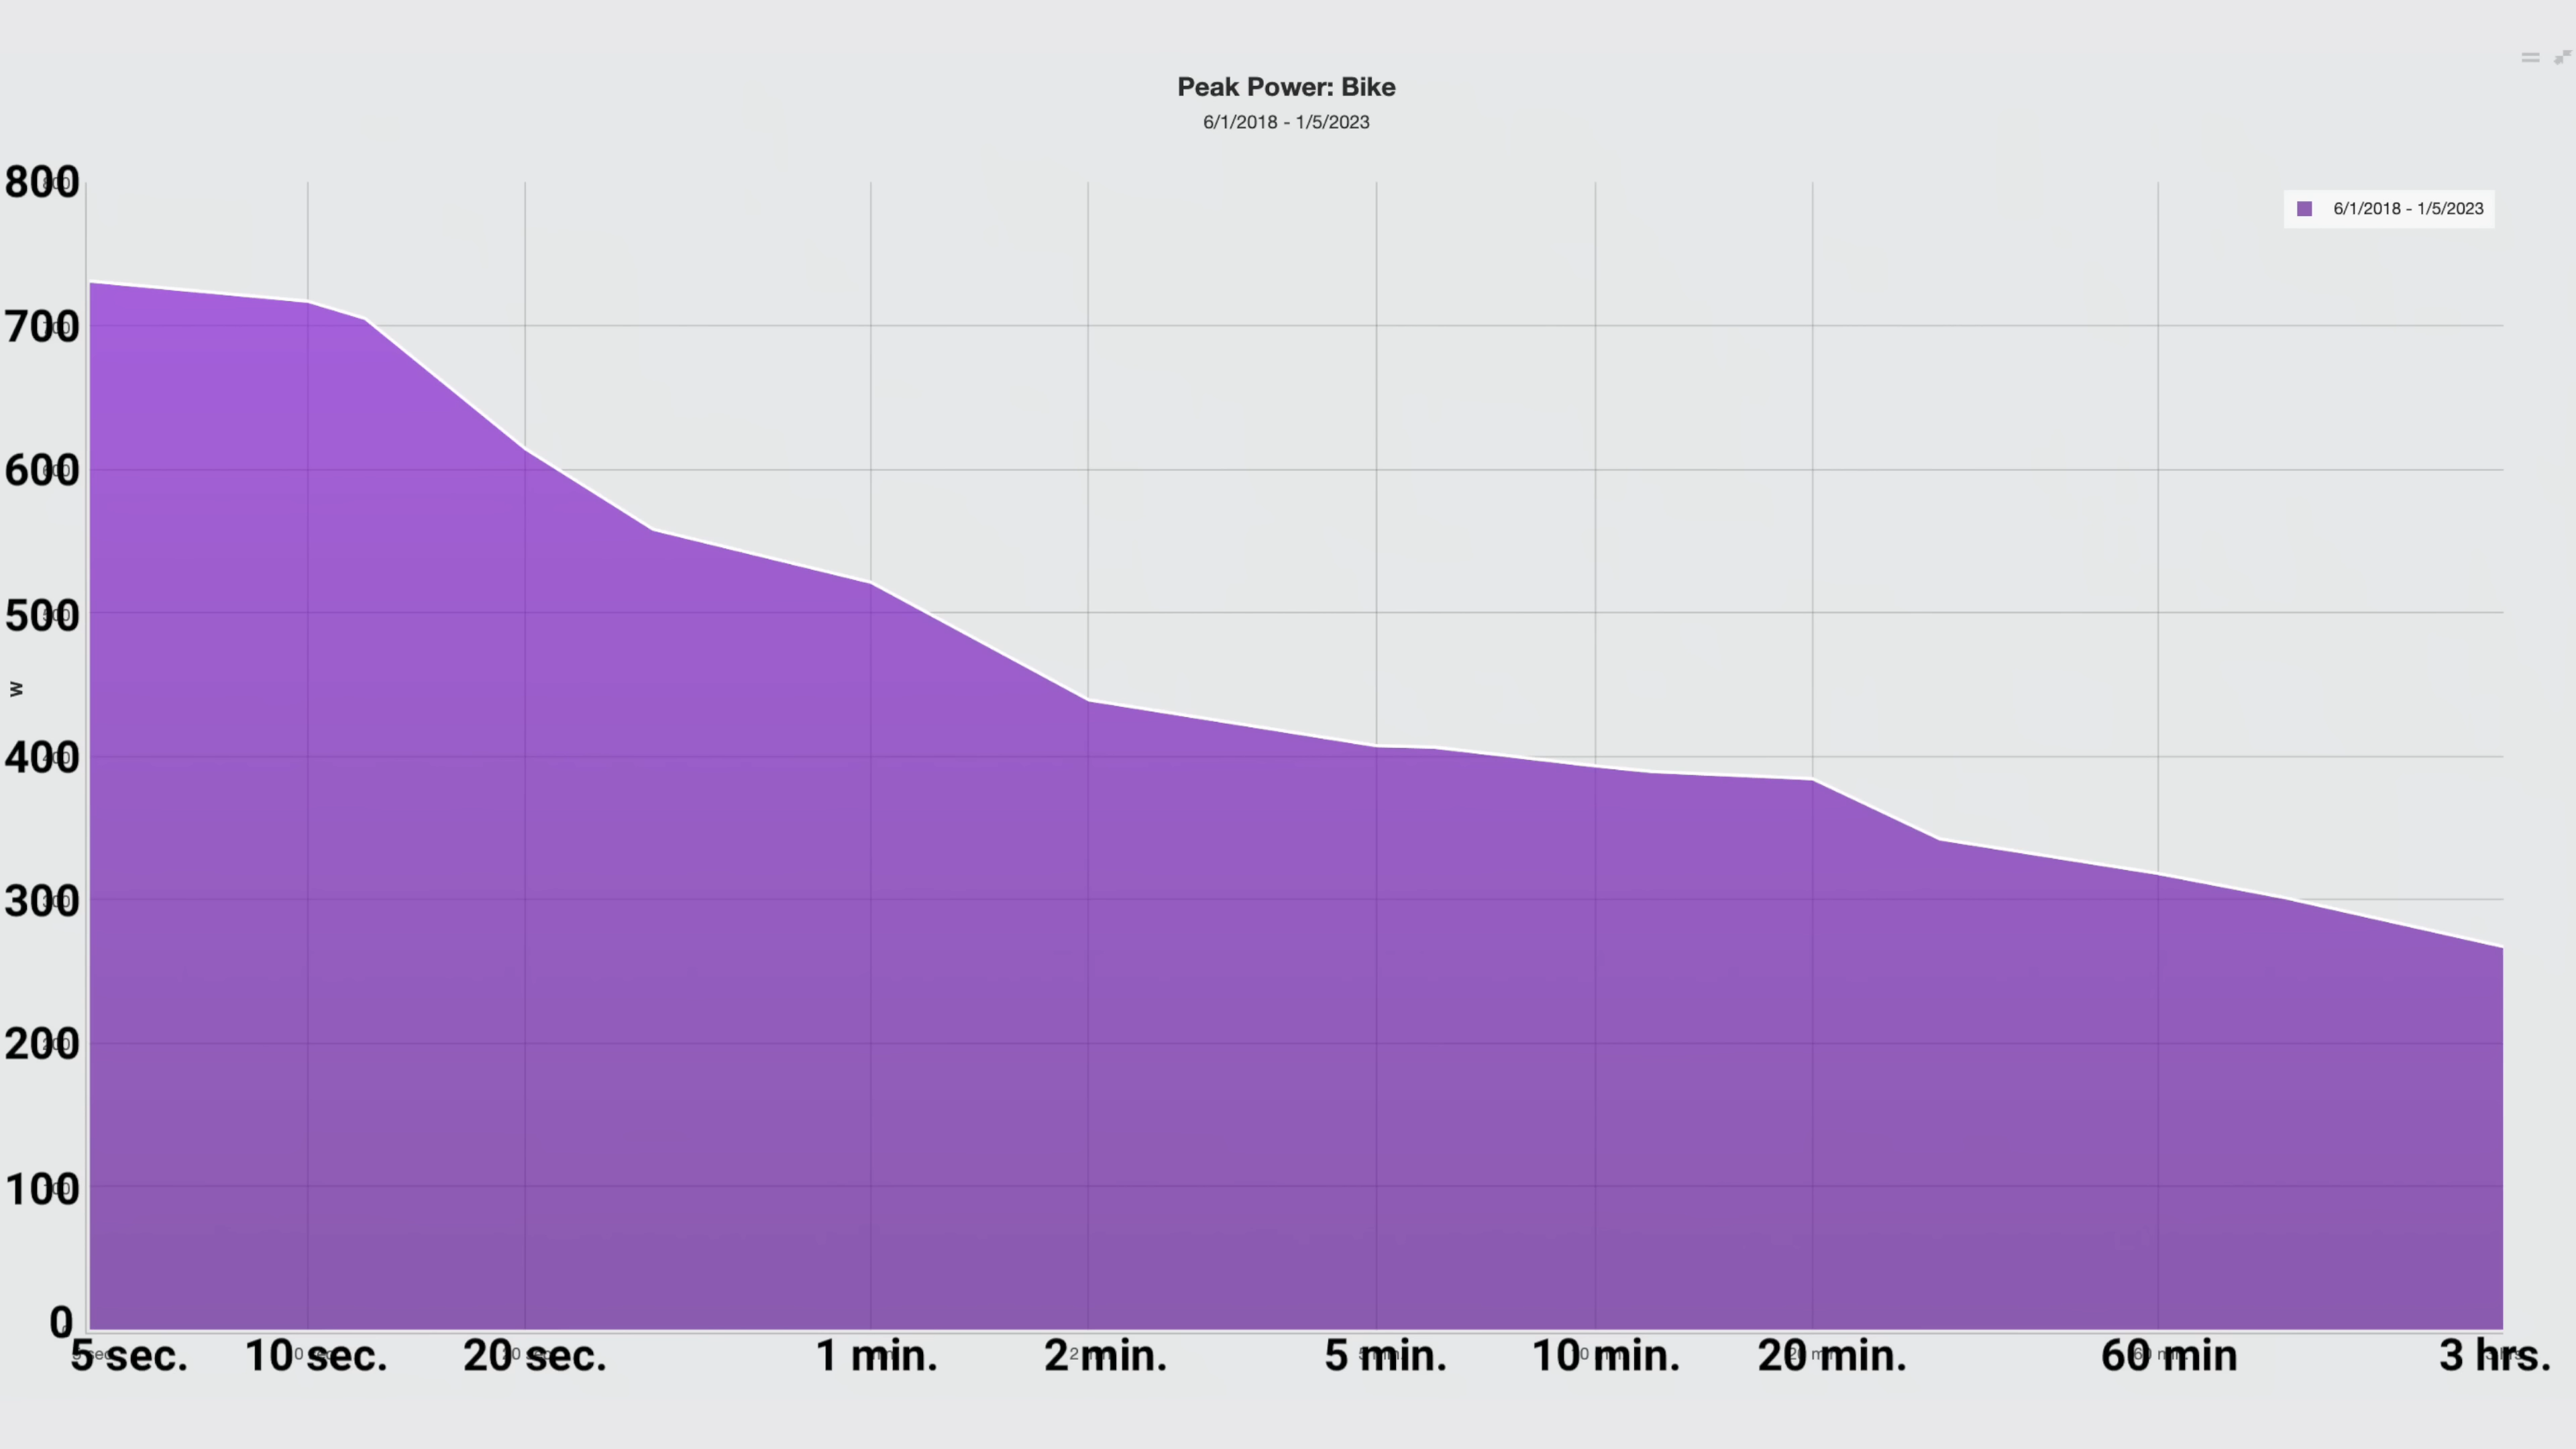 Peak Power: Bike
6/1/2018 - 1/5/2023
6/1/2018 - 1/5/2023
800
700
600
500
w
400
300
200
100
0
5 sec. 10 sec. 20 sec. 1 min. 2 min. 5 min. 10 min. 20 min. 60 min 3 hrs.